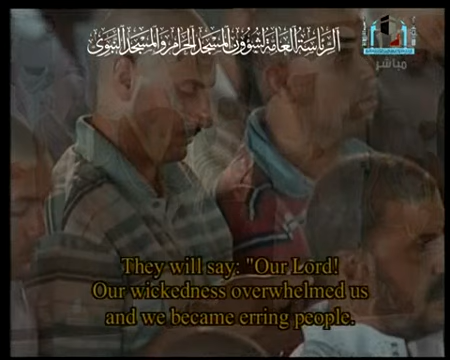 الرئاسة العامة لشؤون المسجد الحرام والمسجد النبوي
مباشر
They will say: "Our Lord!
Our wickedness overwhelmed us
and we became erring people.